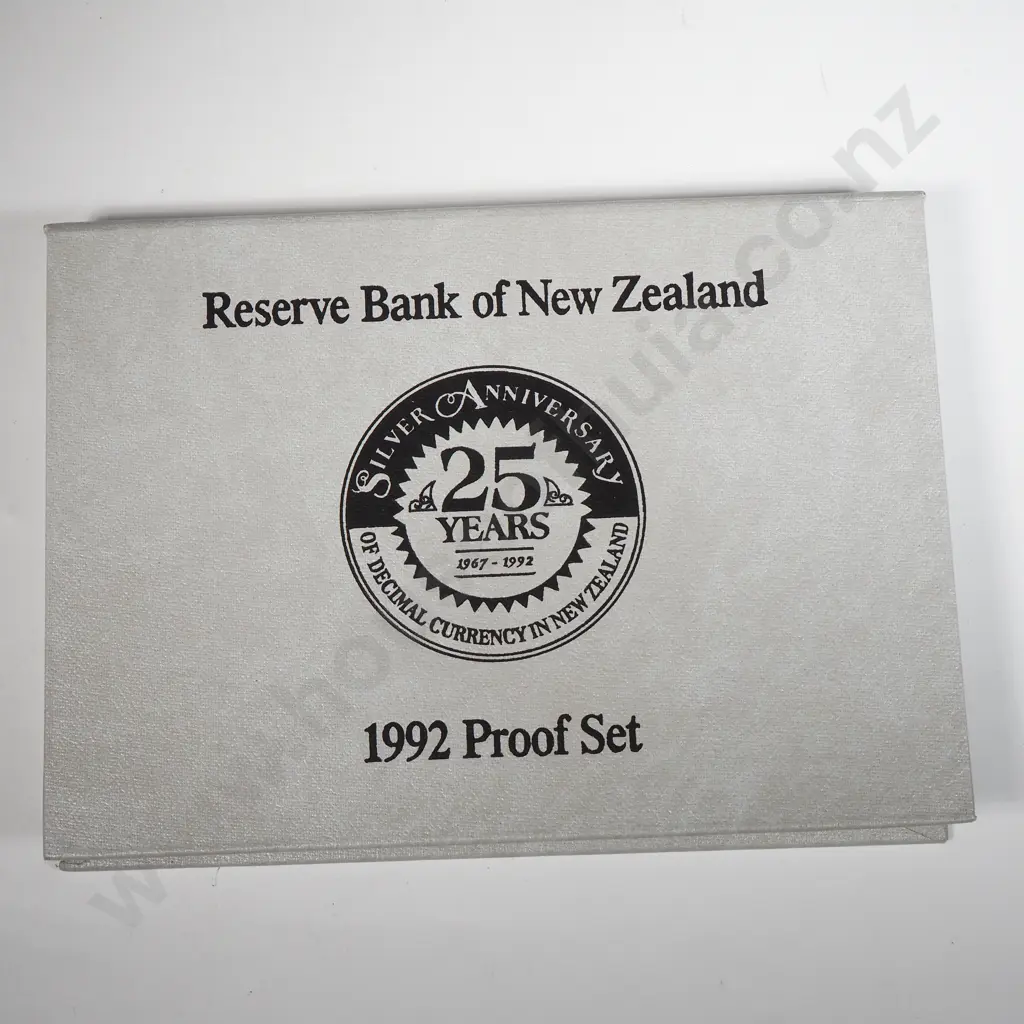 Reserve Bank of New Zealand
SILVER ANNIVERSARY
25
YEARS
1967 - 1992
OF DECIMAL CURRENCY IN NEW ZEALAND
1992 Proof Set